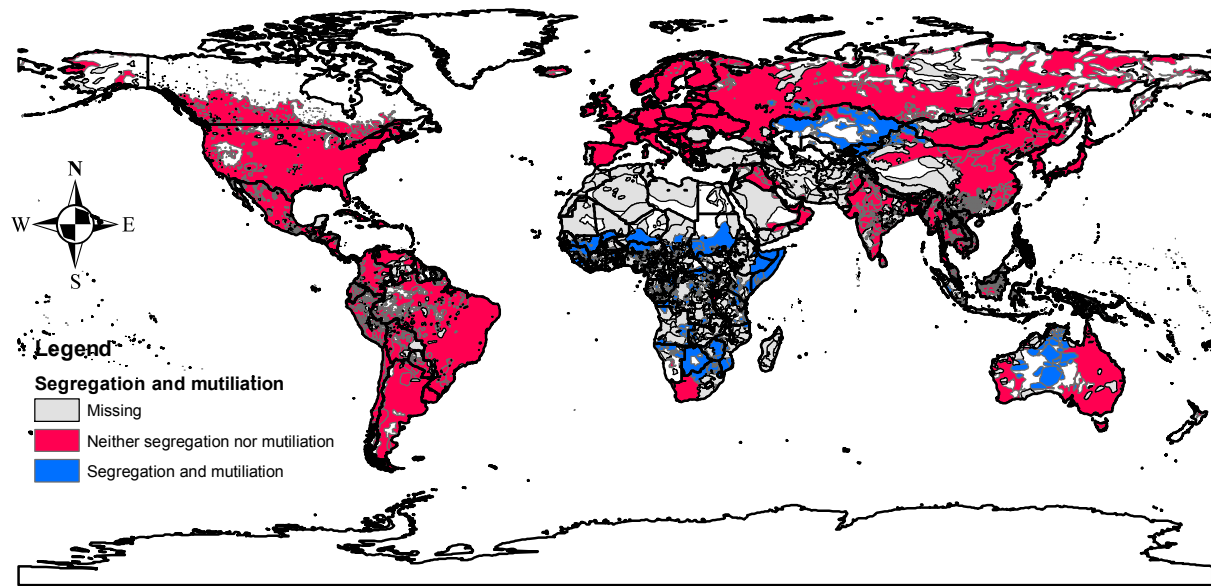 N
W E
S
Legend
Segregation and mutiliation
Missing
Neither segregation nor mutiliation
Segregation and mutiliation